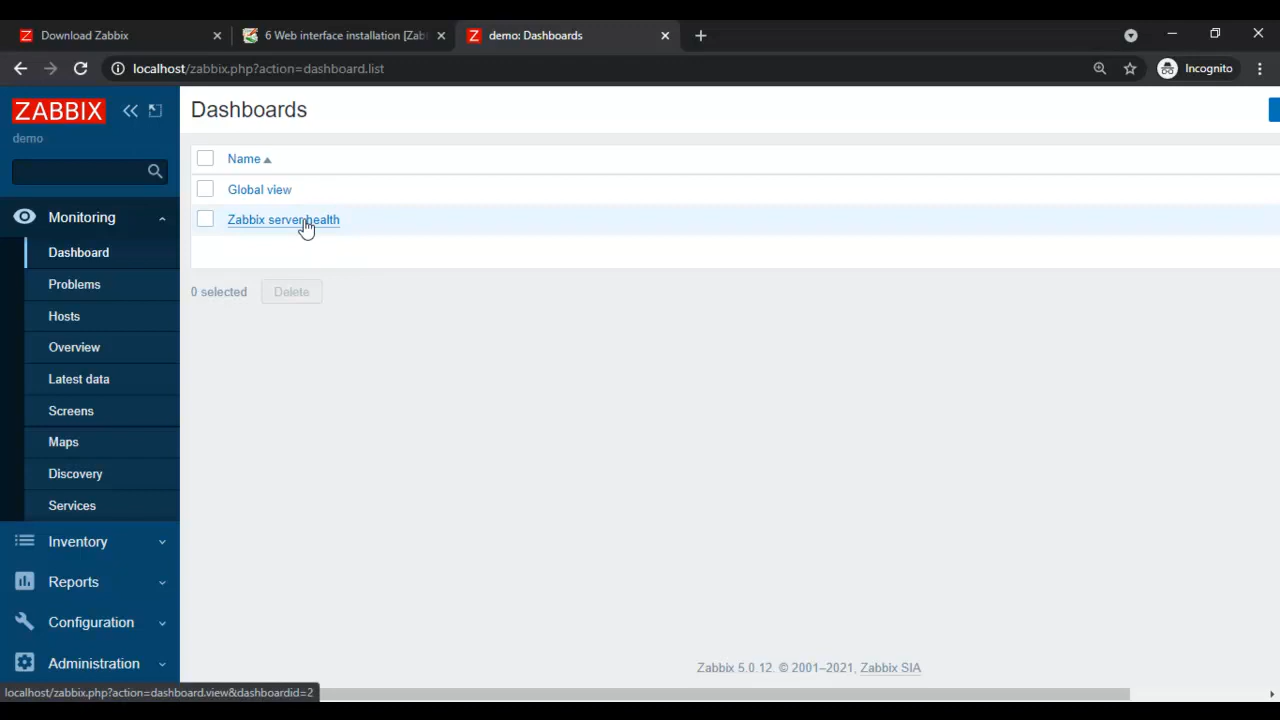 Download Zabbix
6 Web interface installation [Zab
demo: Dashboards
localhost/zabbix.php?action=dashboard.list
Incognito
ZABBIX
demo
Dashboards
Name
Global view
Zabbix server health
0 selected
Delete
Monitoring
Dashboard
Problems
Hosts
Overview
Latest data
Screens
Maps
Discovery
Services
Inventory
Reports
Configuration
Administration
Zabbix 5.0.12. © 2001–2021, Zabbix SIA
localhost/zabbix.php?action=dashboard.view&dashboardid=2